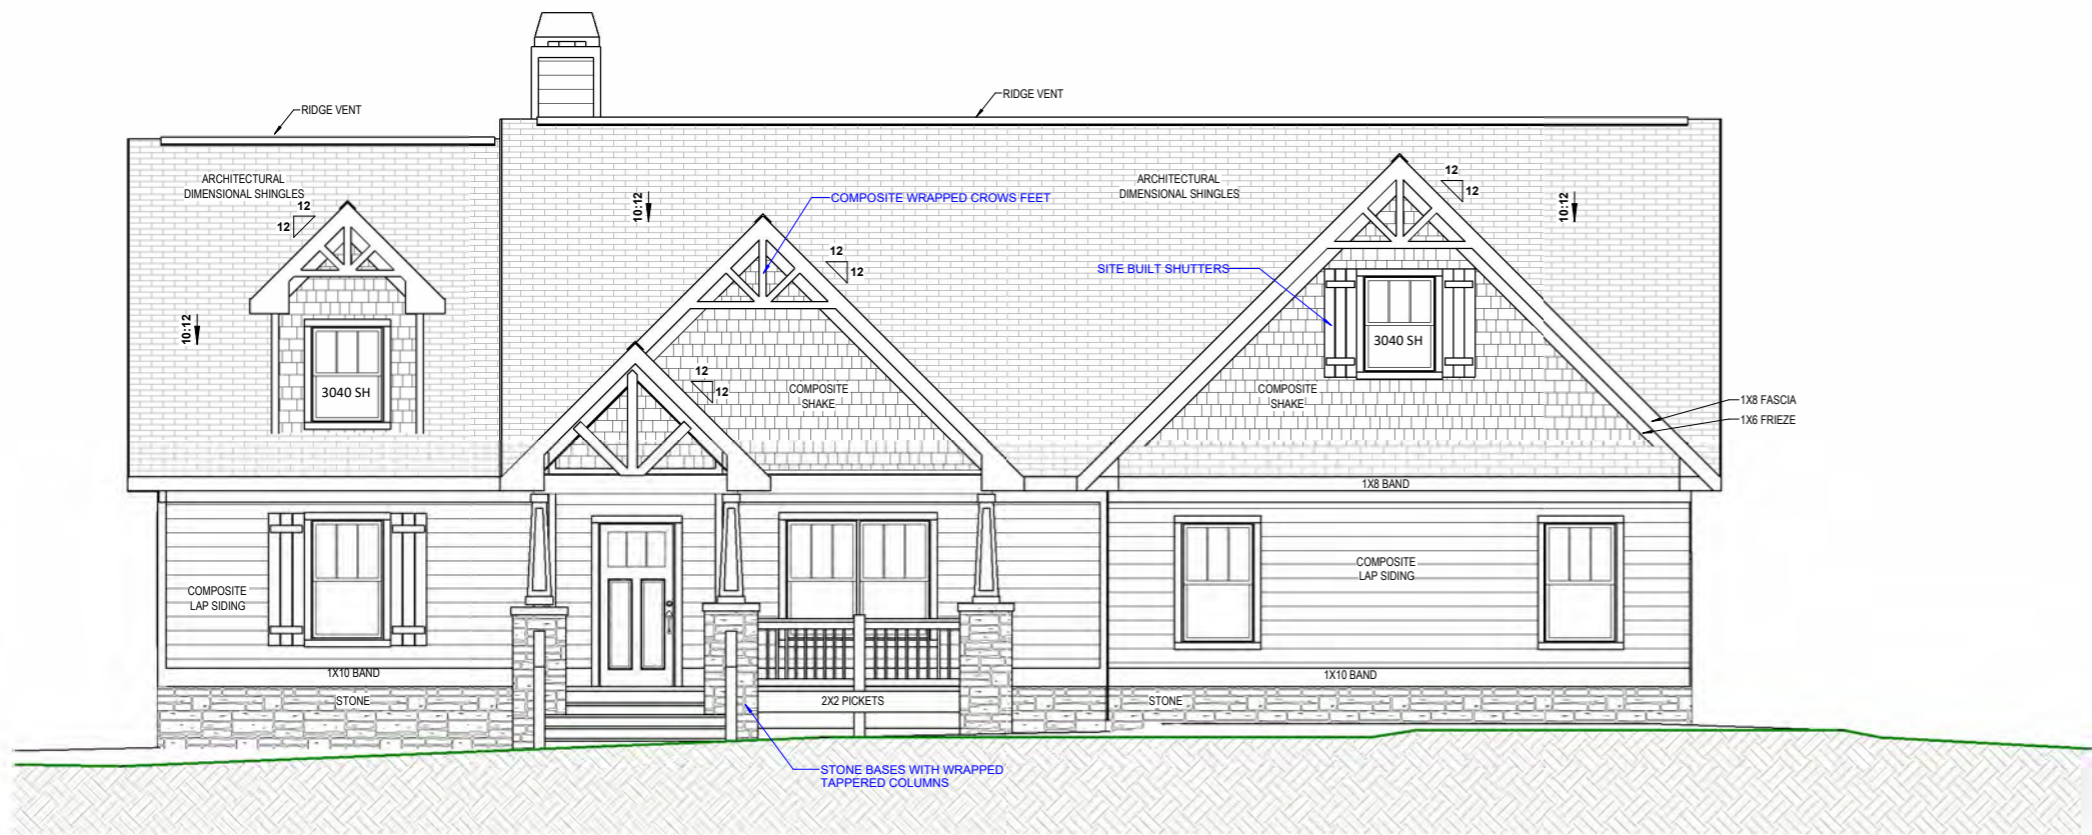 RIDGE VENT
RIDGE VENT
ARCHITECTURAL
DIMENSIONAL SHINGLES
12
12
10:12
COMPOSITE WRAPPED CROWS FEET
ARCHITECTURAL
DIMENSIONAL SHINGLES
12
12
10:12
12
12
SITE BUILT SHUTTERS
10:12
3040 SH
3040 SH
12
12
COMPOSITE
SHAKE
COMPOSITE
SHAKE
1X8 FASCIA
1X6 FRIEZE
1X8 BAND
COMPOSITE
LAP SIDING
COMPOSITE
LAP SIDING
1X10 BAND
1X10 BAND
STONE
2X2 PICKETS
STONE
STONE BASES WITH WRAPPED
TAPPERED COLUMNS